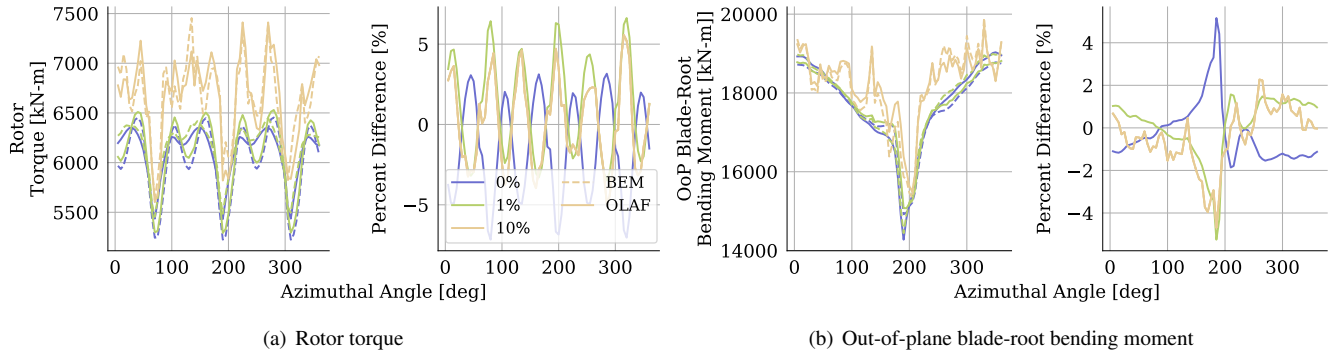 Rotor
Torque [kN-m]
7000
6500
6000
5500
0
100
200
300
Percent Difference [%]
5
0
−5
0
100
200
300
0%
1%
10%
BEM
OLAF
Azimuthal Angle [deg]
(a) Rotor torque
OoP Blade-Root
Bending Moment [kN-m]]
20000
18000
16000
14000
0
100
200
300
Percent Difference [%]
4
2
0
−2
−4
0
100
200
300
Azimuthal Angle [deg]
(b) Out-of-plane blade-root bending moment